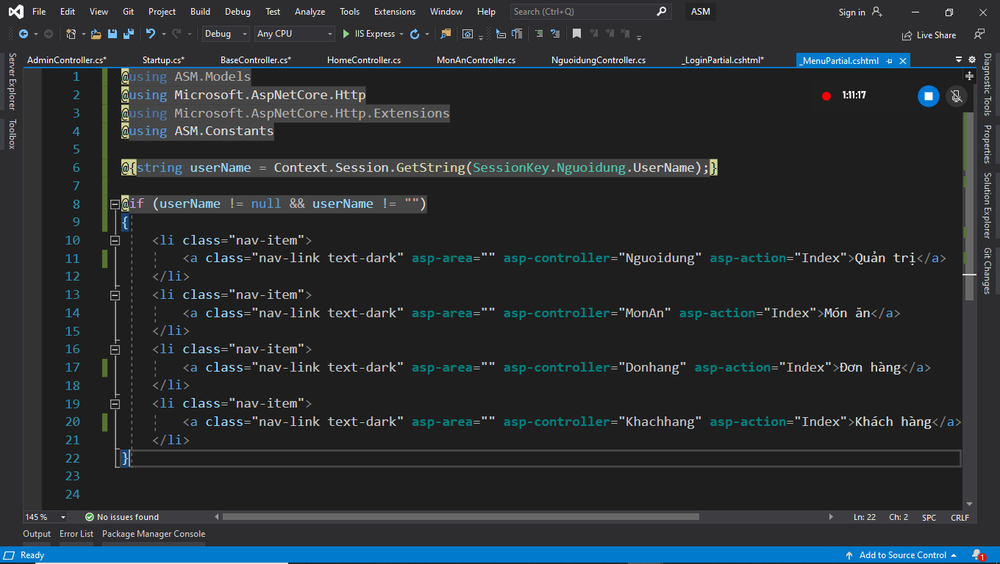 File Edit View Git Project Build Debug Test Analyze Tools Extensions Window Help Search (Ctrl+Q) ASM Sign in
Debug Any CPU IIS Express Live Share
AdminController.cs* Startup.cs* BaseController.cs* HomeController.cs MonAnController.cs NguoidungController.cs _LoginPartial.cshtml* _MenuPartial.cshtml
Server Explorer
Toolbox
1 @using ASM.Models
2 @using Microsoft.AspNetCore.Http
3 @using Microsoft.AspNetCore.Http.Extensions
4 @using ASM.Constants
5
6 @{string userName = Context.Session.GetString(SessionKey.Nguoidung.UserName);}
7
8 @if (userName != null && userName != "")
9 {
10 <li class="nav-item">
11 <a class="nav-link text-dark" asp-area="" asp-controller="Nguoidung" asp-action="Index">Quản trị</a>
12 </li>
13 <li class="nav-item">
14 <a class="nav-link text-dark" asp-area="" asp-controller="MonAn" asp-action="Index">Món ăn</a>
15 </li>
16 <li class="nav-item">
17 <a class="nav-link text-dark" asp-area="" asp-controller="Donhang" asp-action="Index">Đơn hàng</a>
18 </li>
19 <li class="nav-item">
20 <a class="nav-link text-dark" asp-area="" asp-controller="Khachhang" asp-action="Index">Khách hàng</a>
21 </li>
22 }
23
24
1:11:17
Diagnostic Tools
Properties
Solution Explorer
Git Changes
145 % No issues found Ln: 22 Ch: 2 SPC CRLF
Output Error List Package Manager Console
Ready Add to Source Control 1